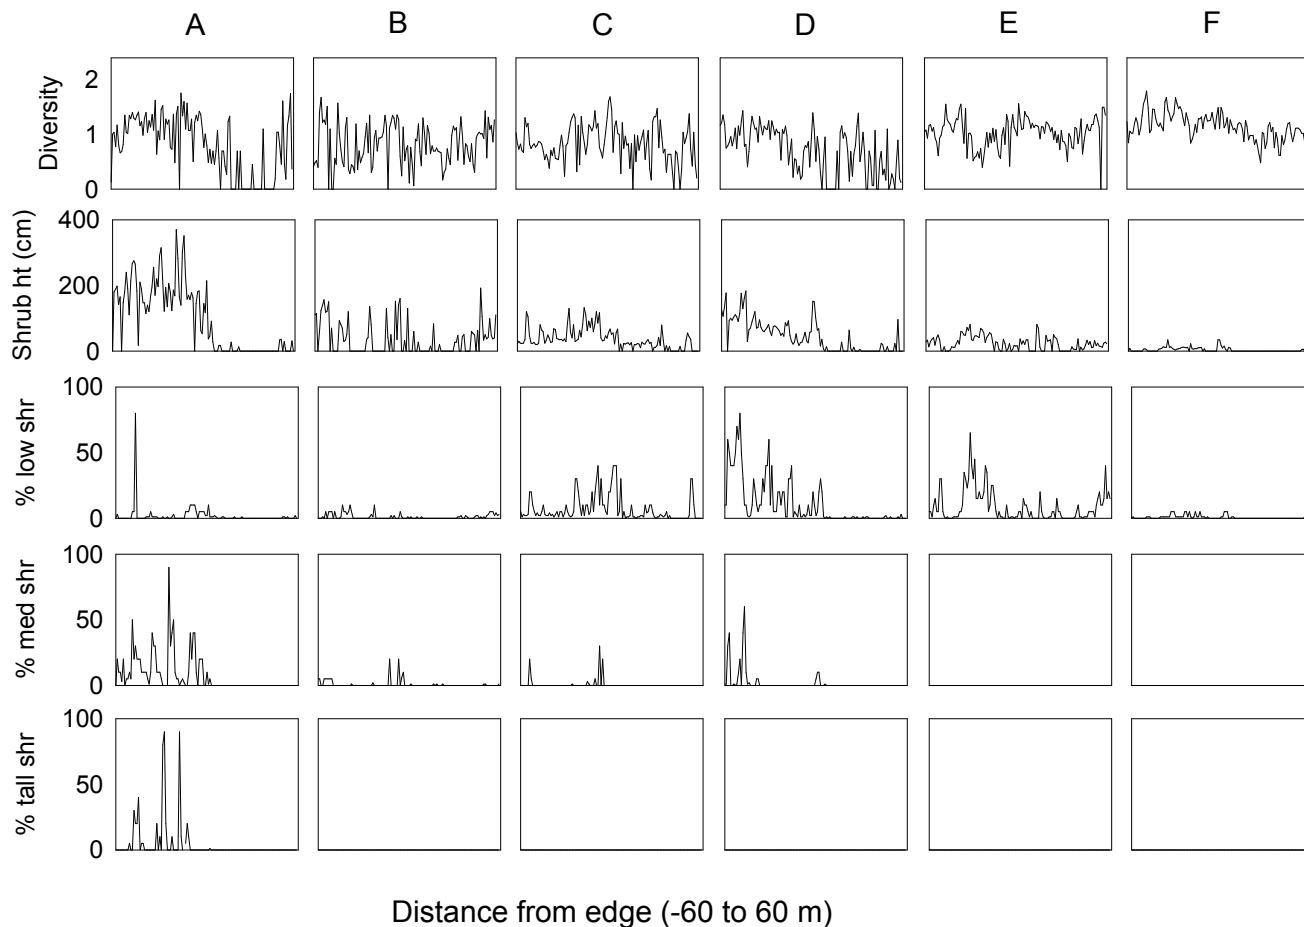 A B C D E F
Diversity
2
1
0
Shrub ht (cm)
400
200
0
% low shr
100
50
0
% med shr
100
50
0
% tall shr
100
50
0
Distance from edge (-60 to 60 m)